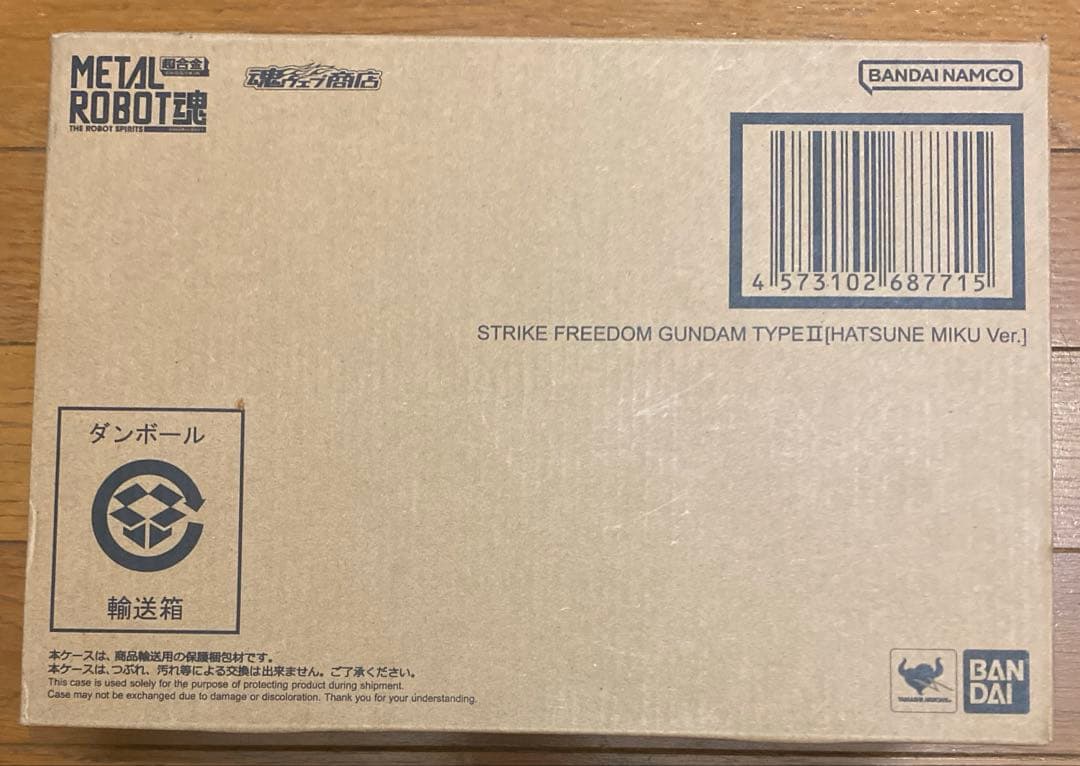 METAL
超合金
ROBOT魂
THE ROBOT SPIRITS
魂ウェブ商店
BANDAI NAMCO
4 573102 687715
STRIKE FREEDOM GUNDAM TYPEⅡ[HATSUNE MIKU Ver.]
ダンボール
輸送箱
本ケースは、商品輸送用の保護梱包材です。
本ケースは、つぶれ、汚れ等による交換は出来ません。ご了承ください。
This case is used solely for the purpose of protecting product during shipment.
Case may not be exchanged due to damage or discoloration. Thank you for your understanding.
TAMASHII NATIONS
BAN
DAI